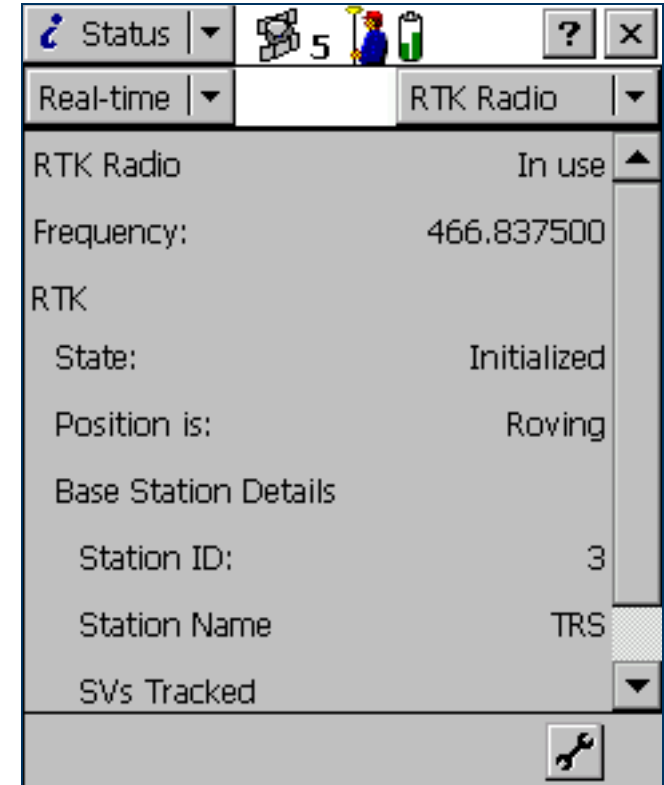 i Status 5 ?
Real-time RTK Radio
RTK Radio In use
Frequency: 466.837500
RTK
State: Initialized
Position is: Roving
Base Station Details
Station ID: 3
Station Name TRS
SVs Tracked